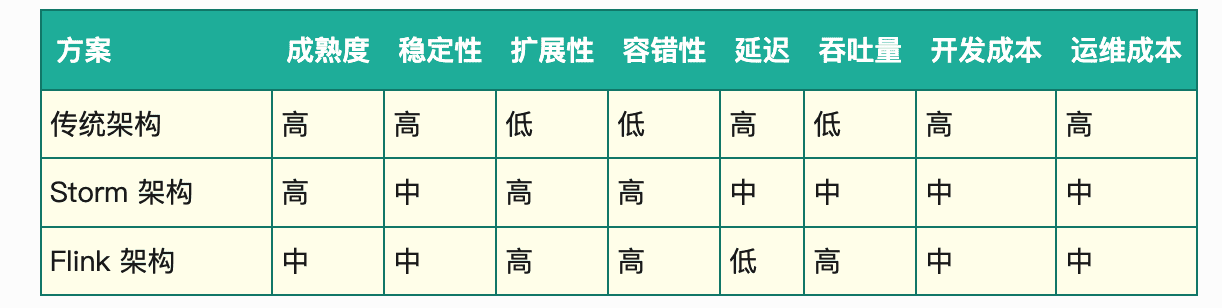 方案 成熟度 稳定性 扩展性 容错性 延迟 吞吐量 开发成本 运维成本
传统架构 高 高 低 低 高 低 高 高
Storm 架构 高 中 高 高 中 中 中 中
Flink 架构 中 中 高 高 低 高 中 中